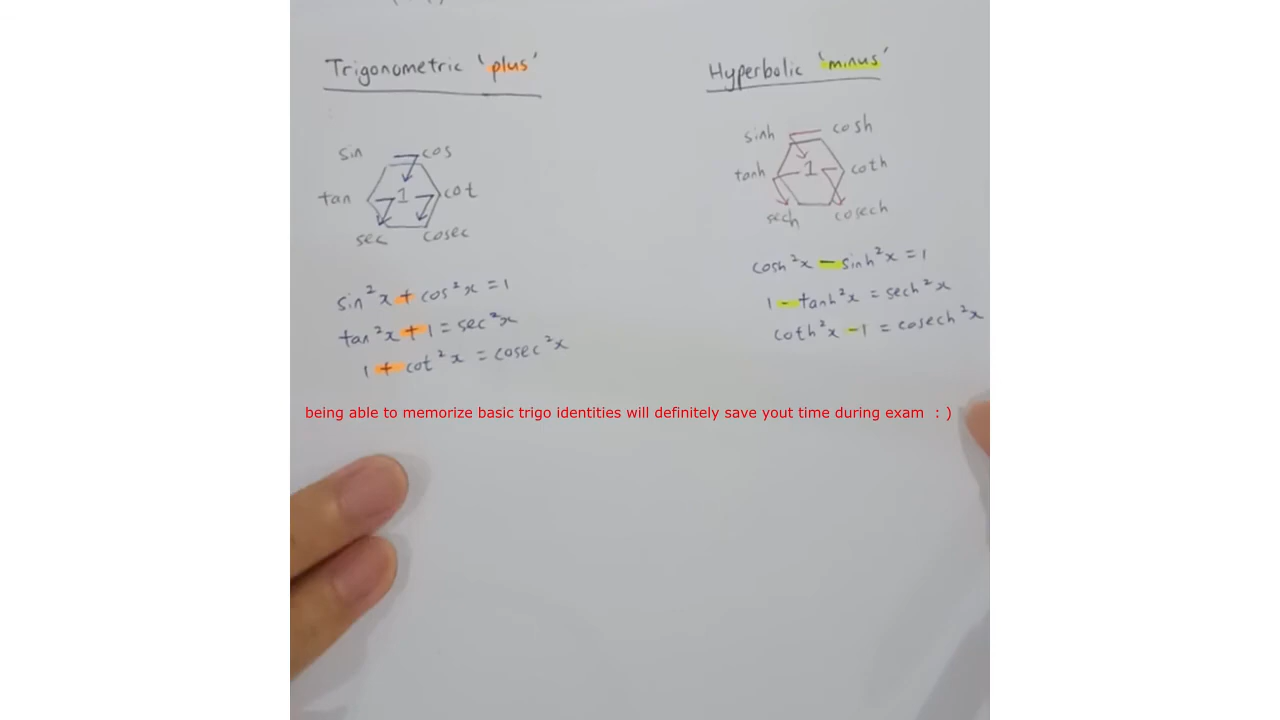 Trigonometric 'plus'
sin cos
tan 1 cot
sec cosec
sin²x + cos²x = 1
tan²x + 1 = sec²x
1 + cot²x = cosec²x
Hyperbolic 'minus'
sinh cosh
tanh 1 coth
sech cosech
cosh²x - sinh²x = 1
1 - tanh²x = sech²x
coth²x - 1 = cosech²x
being able to memorize basic trigo identities will definitely save yout time during exam : )